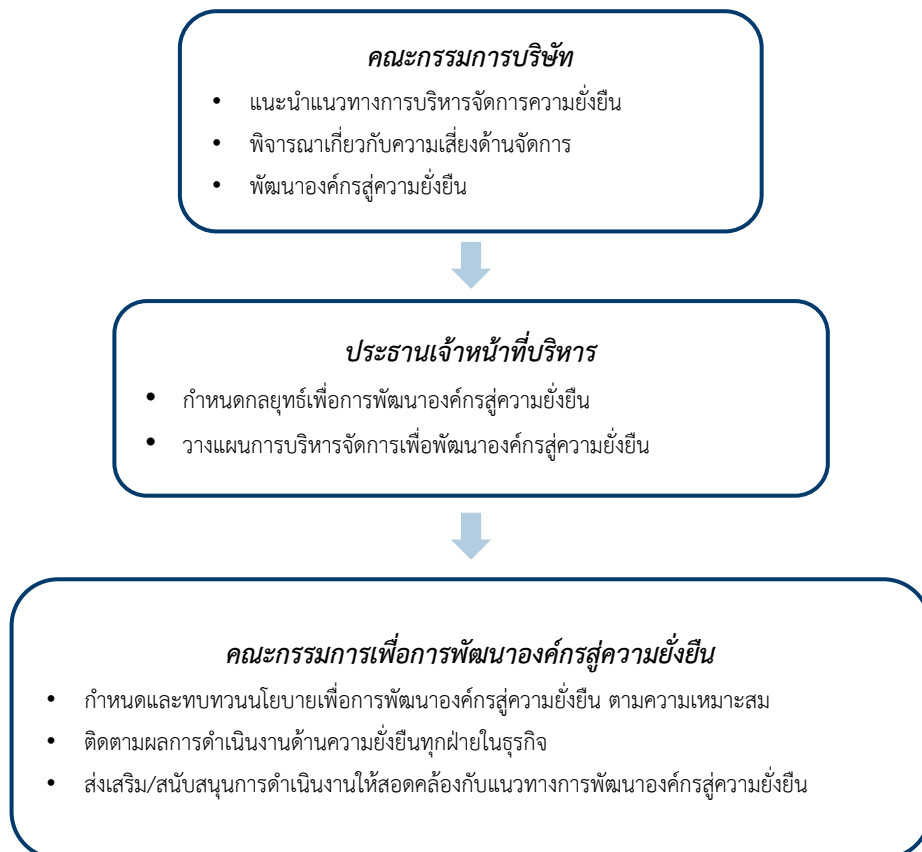 คณะกรรมการบริษัท
• แนะนำแนวทางการบริหารจัดการความยั่งยืน
• พิจารณาเกี่ยวกับความเสี่ยงด้านจัดการ
• พัฒนาองค์กรสู่ความยั่งยืน
ประธานเจ้าหน้าที่บริหาร
• กำหนดกลยุทธ์เพื่อการพัฒนาองค์กรสู่ความยั่งยืน
• วางแผนการบริหารจัดการเพื่อพัฒนาองค์กรสู่ความยั่งยืน
คณะกรรมการเพื่อการพัฒนาองค์กรสู่ความยั่งยืน
• กำหนดและทบทวนนโยบายเพื่อการพัฒนาองค์กรสู่ความยั่งยืน ตามความเหมาะสม
• ติดตามผลการดำเนินงานด้านความยั่งยืนทุกฝ่ายในธุรกิจ
• ส่งเสริม/สนับสนุนการดำเนินงานให้สอดคล้องกับแนวทางการพัฒนาองค์กรสู่ความยั่งยืน